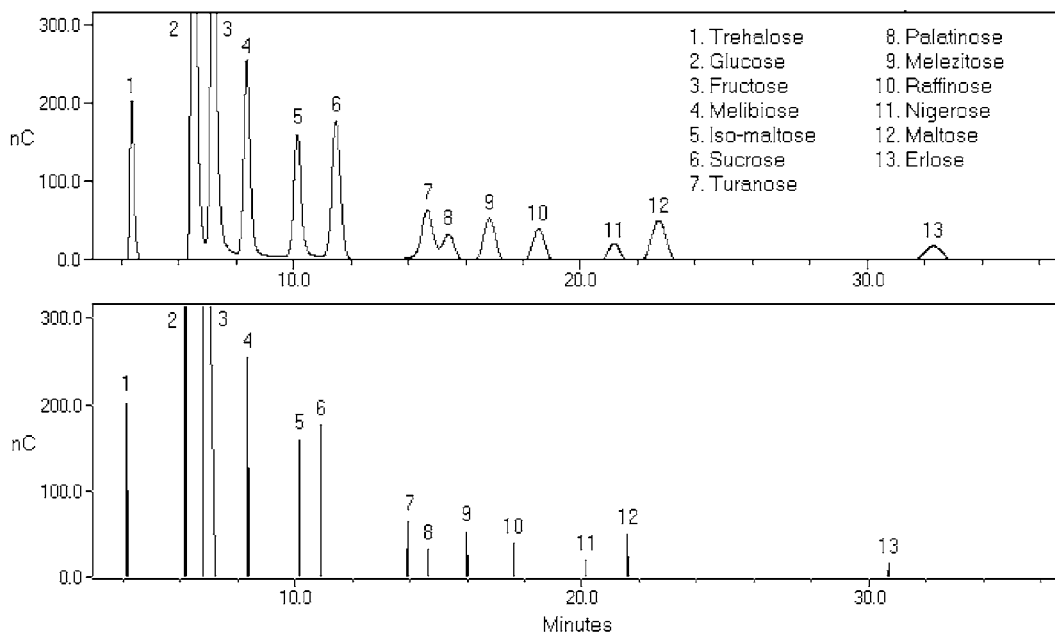 300.0
200.0
nC
100.0
0.0
10.0
20.0
30.0
1
2
3
4
5
6
7
8
9
10
11
12
13
1. Trehalose
2. Glucose
3. Fructose
4. Melibiose
5. Iso-maltose
6. Sucrose
7. Turanose
8. Palatinose
9. Melezitose
10. Raffinose
11. Nigerose
12. Maltose
13. Erlose
300.0
200.0
nC
100.0
0.0
1
2
3
4
5
6
7
8
9
10
11
12
13
10.0
20.0
30.0
Minutes